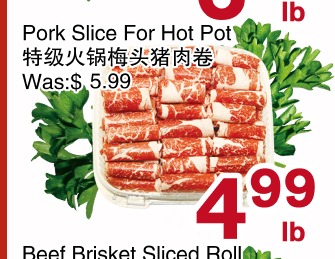 lb
Pork Slice For Hot Pot
特级火锅梅头猪肉卷
Was:$ 5.99
4.99
lb
Beef Brisket Sliced Roll